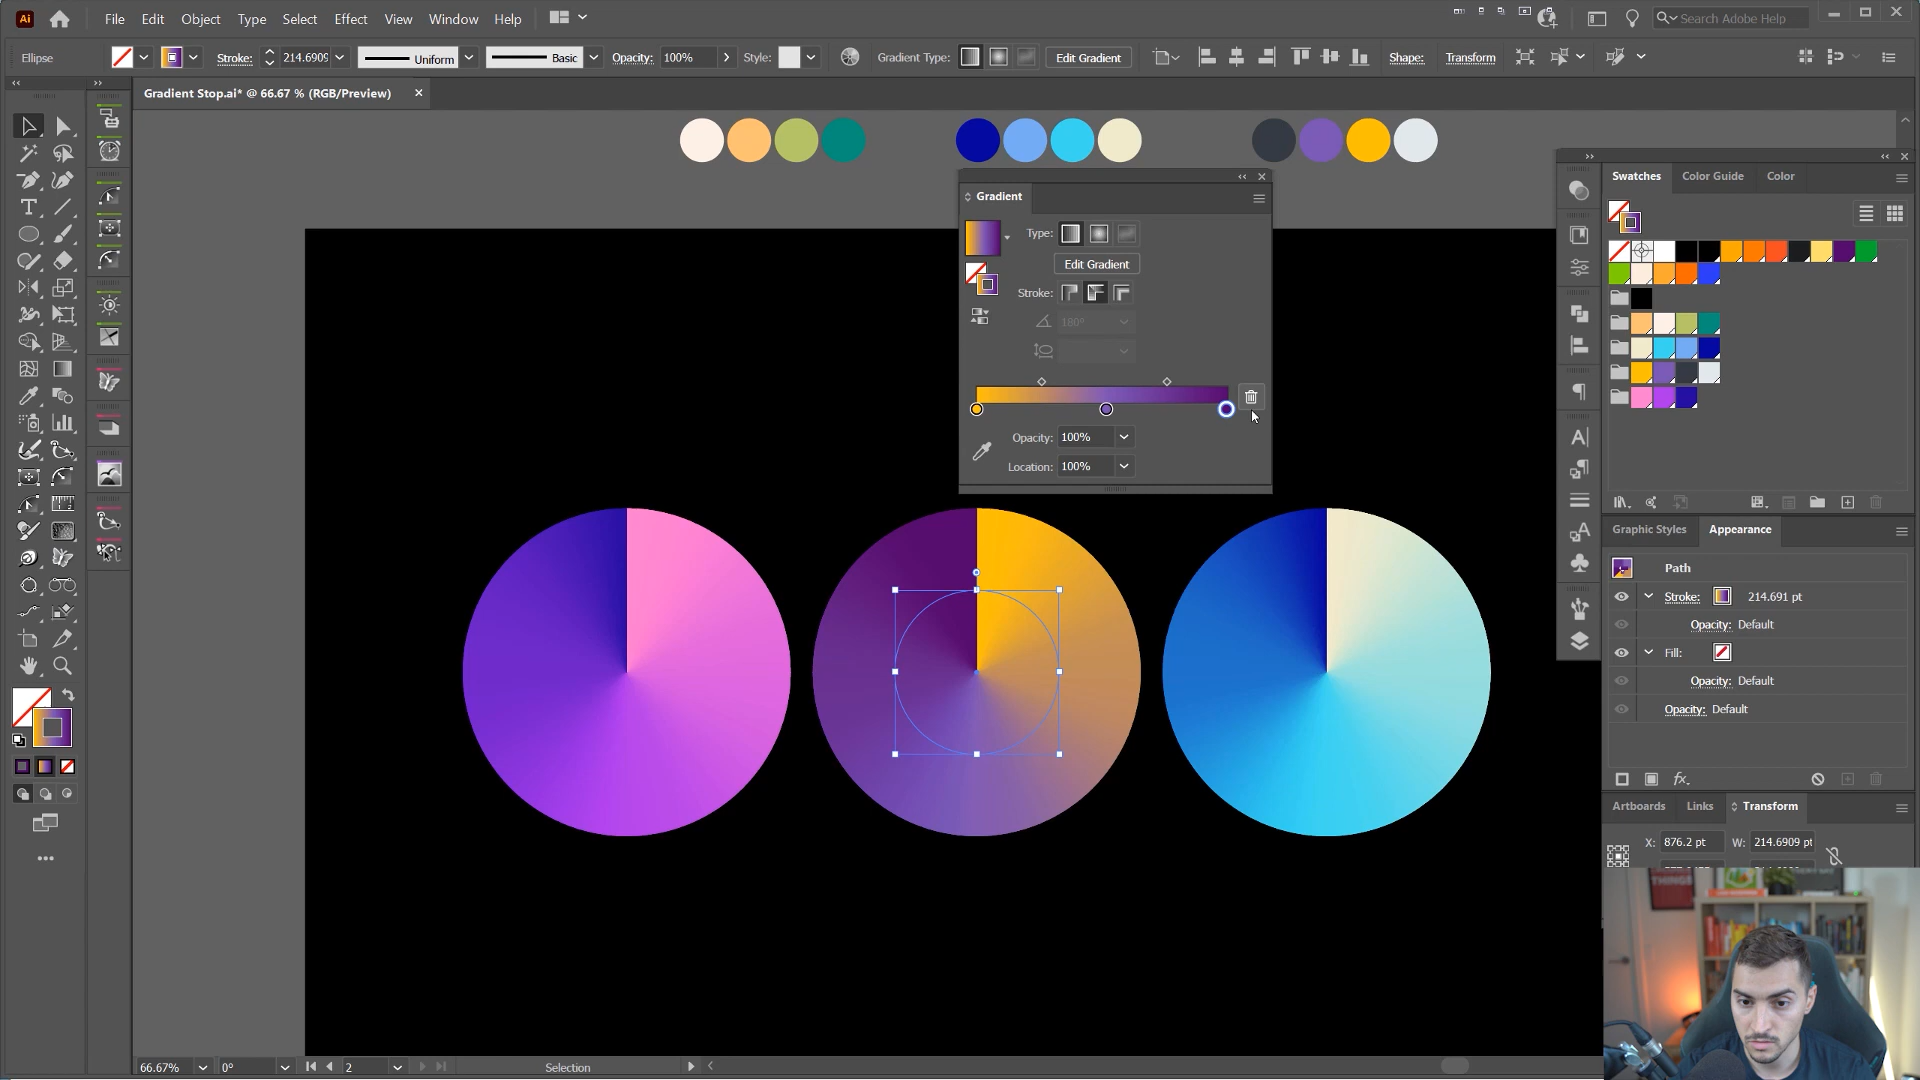 Ai File Edit Object Type Select Effect View Window Help Search Adobe Help
Ellipse Stroke: 214.6909 Uniform Basic Opacity: 100% Style: Gradient Type: Edit Gradient Shape: Transform
Gradient Stop.ai* @ 66.67 % (RGB/Preview)
Gradient
Type:
Edit Gradient
Stroke:
180°
Opacity: 100%
Location: 100%
Swatches Color Guide Color
Graphic Styles Appearance
Path
Stroke: 214.691 pt
Opacity: Default
Fill:
Opacity: Default
Opacity: Default
Artboards Links Transform
X: 876.2 pt W: 214.6909 pt
THINGS
66.67% 0° 2 Selection